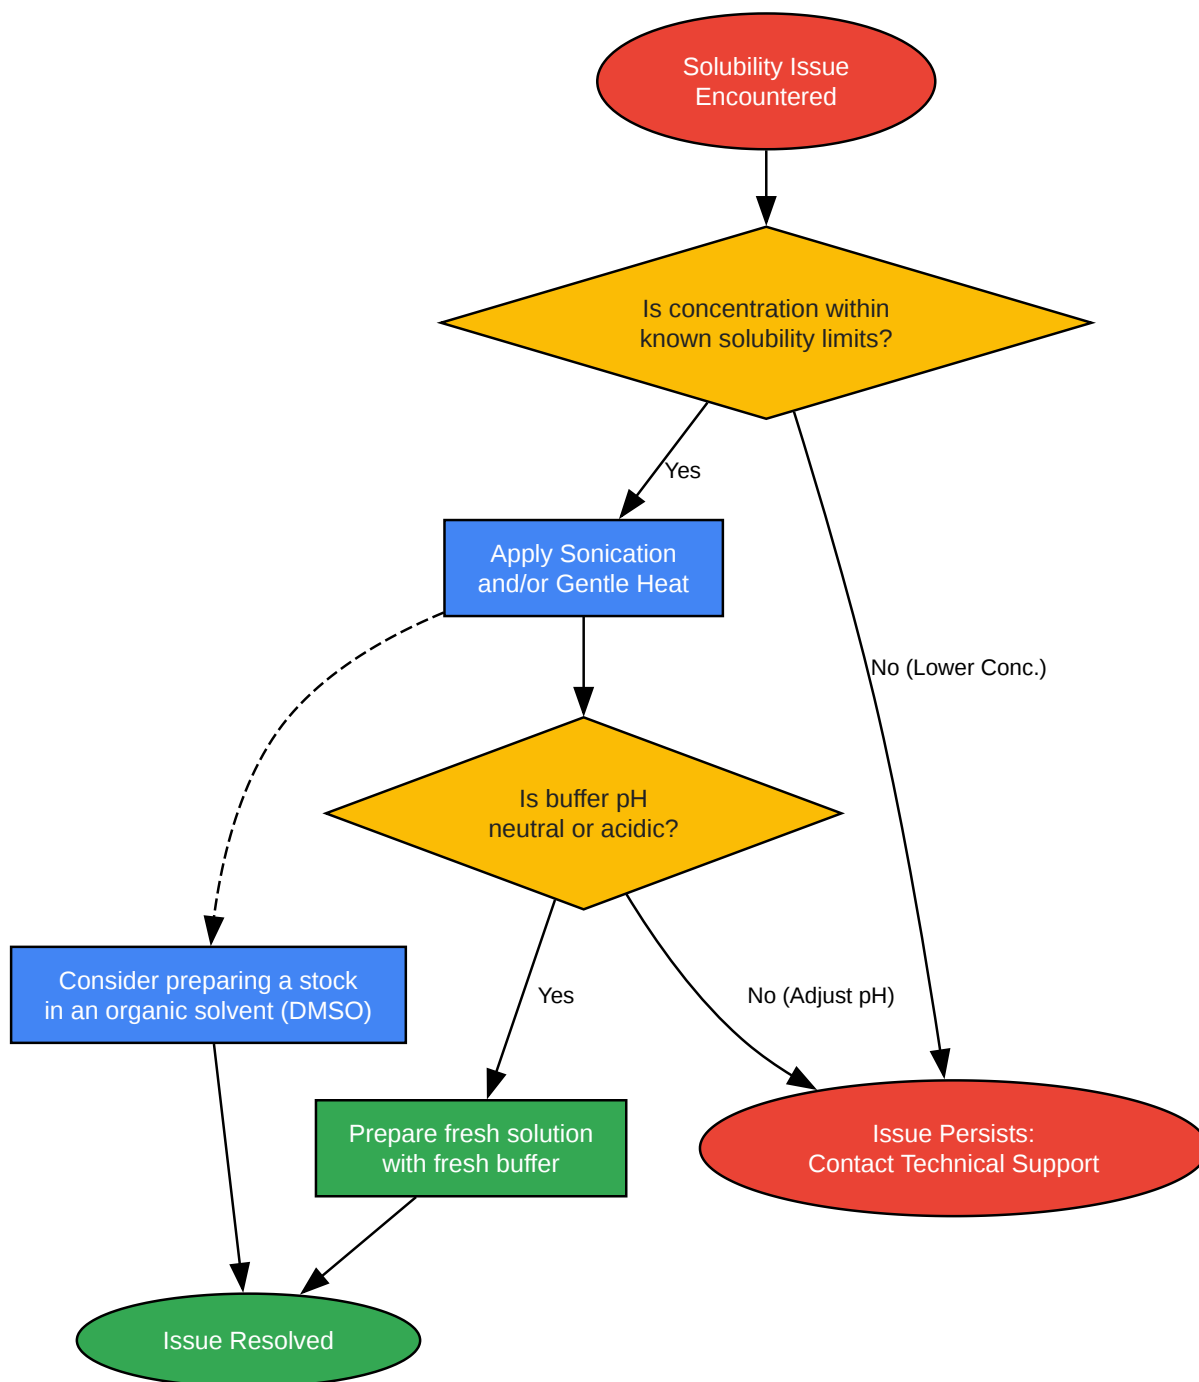 Solubility Issue
Encountered
Is concentration within
known solubility limits?
Yes
Apply Sonication
and/or Gentle Heat
No (Lower Conc.)
Is buffer pH
neutral or acidic?
Consider preparing a stock
in an organic solvent (DMSO)
Yes
No (Adjust pH)
Prepare fresh solution
with fresh buffer
Issue Persists:
Contact Technical Support
Issue Resolved